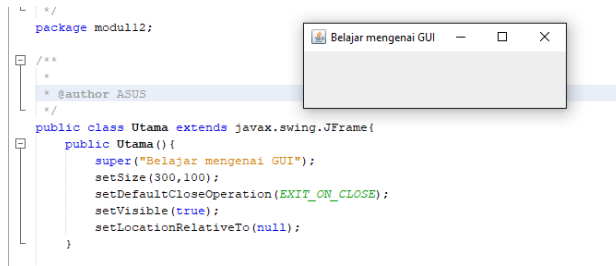 */
package modul12;
Belajar mengenai GUI
/**
*
* @author ASUS
*/
public class Utama extends javax.swing.JFrame{
public Utama(){
super("Belajar mengenai GUI");
setSize(300,100);
setDefaultCloseOperation(EXIT_ON_CLOSE);
setVisible(true);
setLocationRelativeTo(null);
}